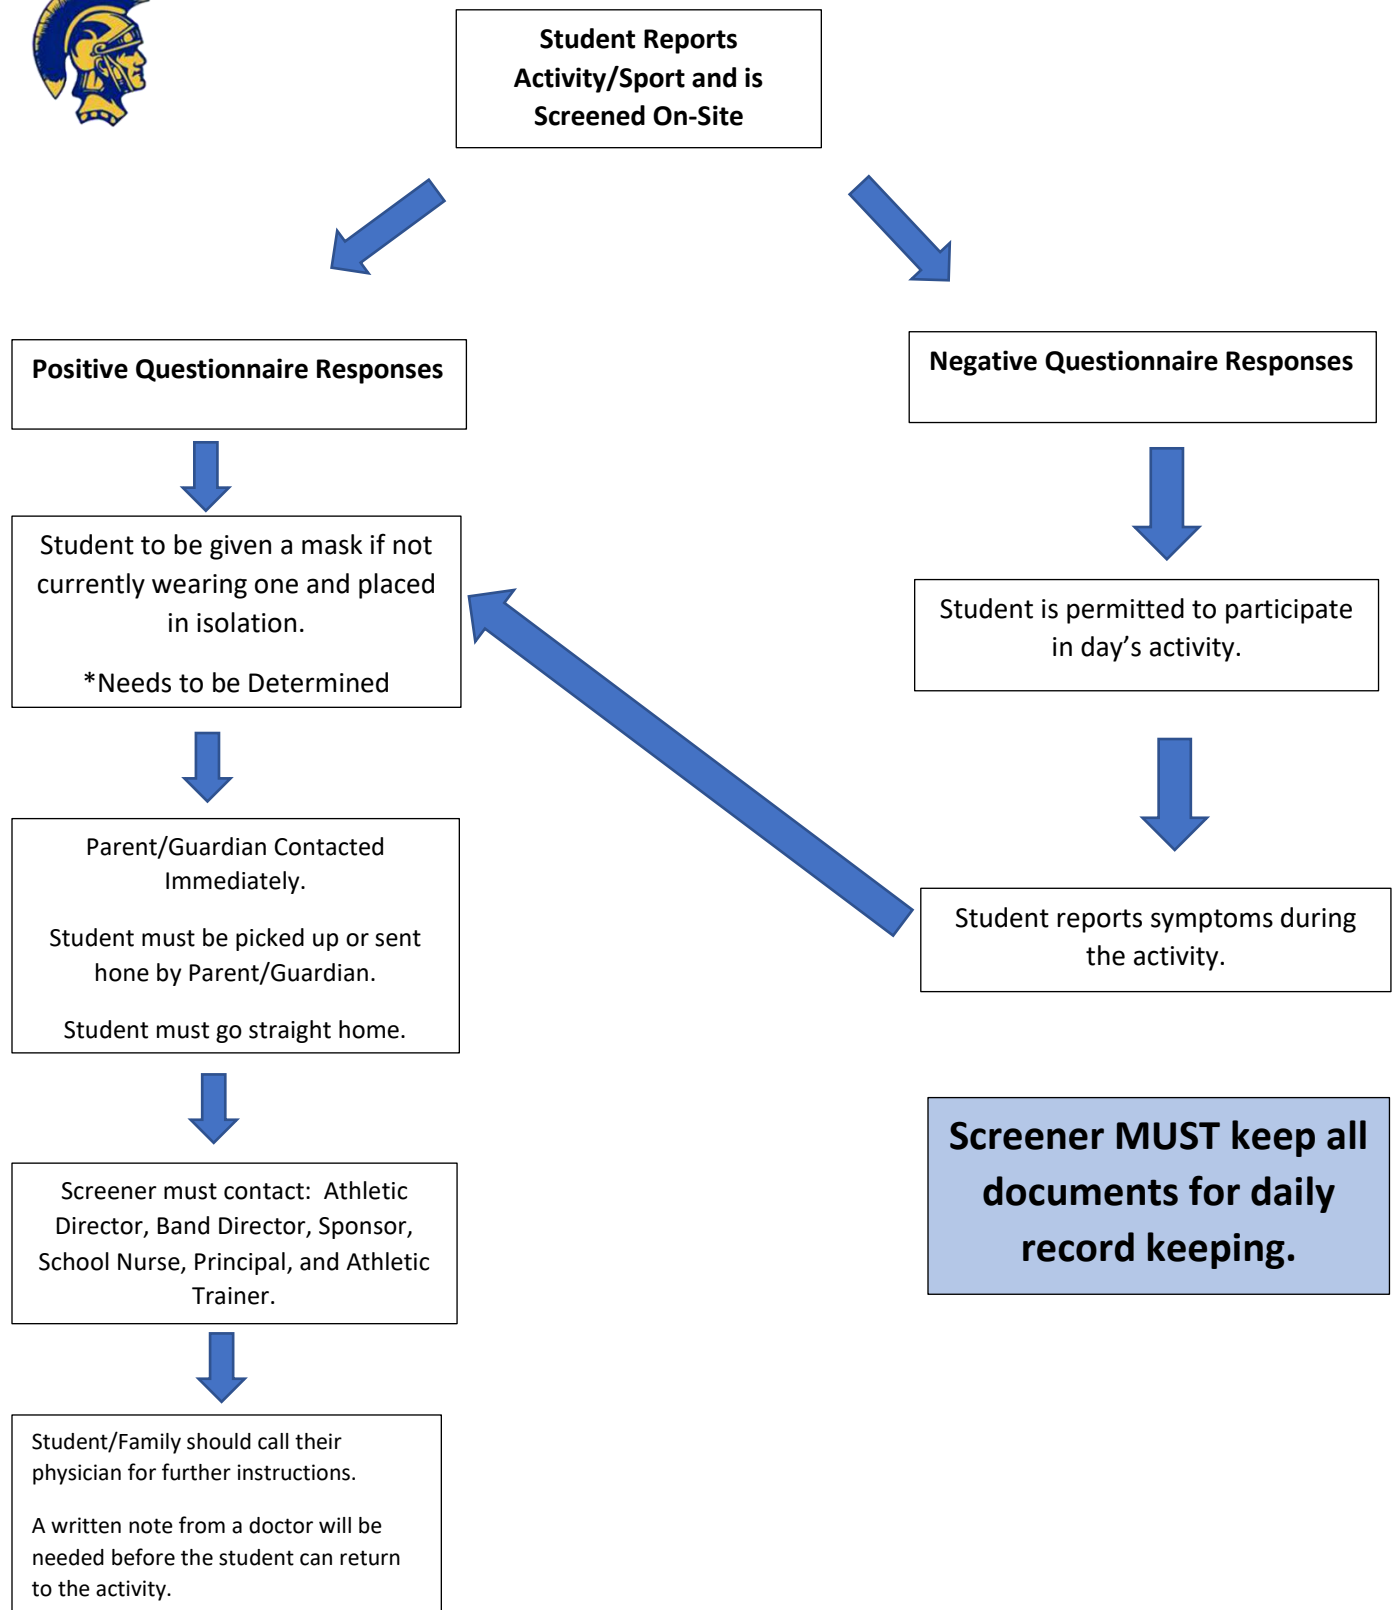 Student Reports
Activity/Sport and is
Screened On-Site
Positive Questionnaire Responses
Negative Questionnaire Responses
Student to be given a mask if not
currently wearing one and placed
in isolation.
*Needs to be Determined
Student is permitted to participate
in day’s activity.
Parent/Guardian Contacted
Immediately.
Student must be picked up or sent
hone by Parent/Guardian.
Student must go straight home.
Student reports symptoms during
the activity.
Screener MUST keep all
documents for daily
record keeping.
Screener must contact:  Athletic
Director, Band Director, Sponsor,
School Nurse, Principal, and Athletic
Trainer.
Student/Family should call their
physician for further instructions.
A written note from a doctor will be
needed before the student can return
to the activity.